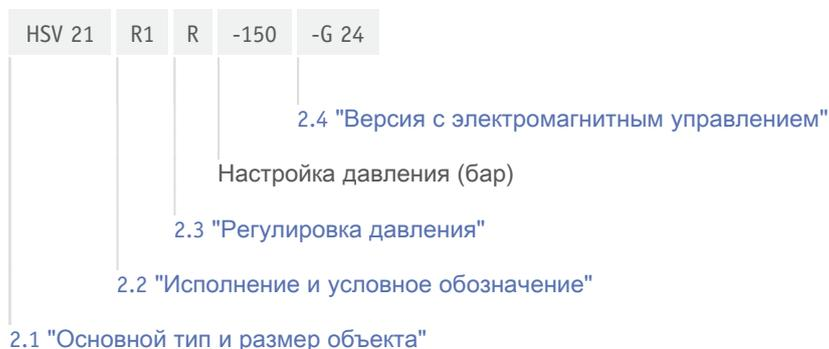 HSV 21 R1 R -150 -G 24
2.4 "Версия с электромагнитным управлением"
Настройка давления (бар)
2.3 "Регулировка давления"
2.2 "Исполнение и условное обозначение"
2.1 "Основной тип и размер объекта"